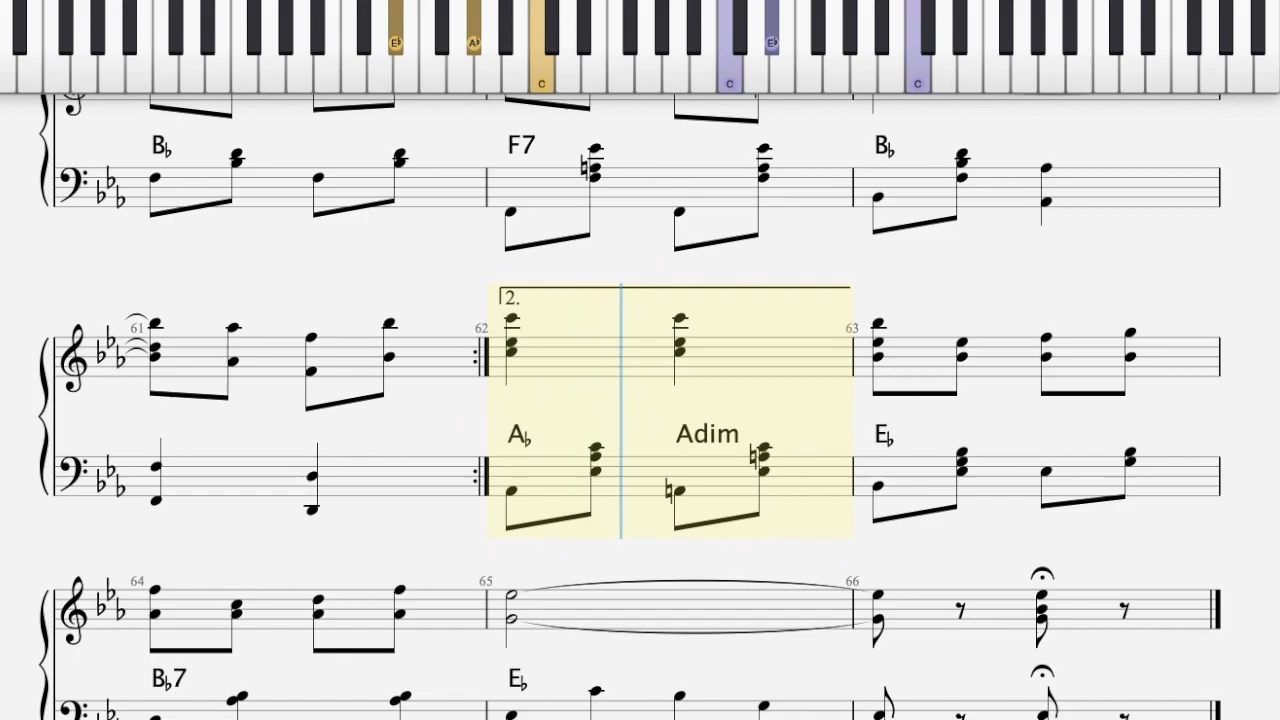 E♭ A♭ C C E♭ C
B♭ F7 B♭
61 62 2. 63
A♭ Adim E♭
64 65 66
B♭7 E♭